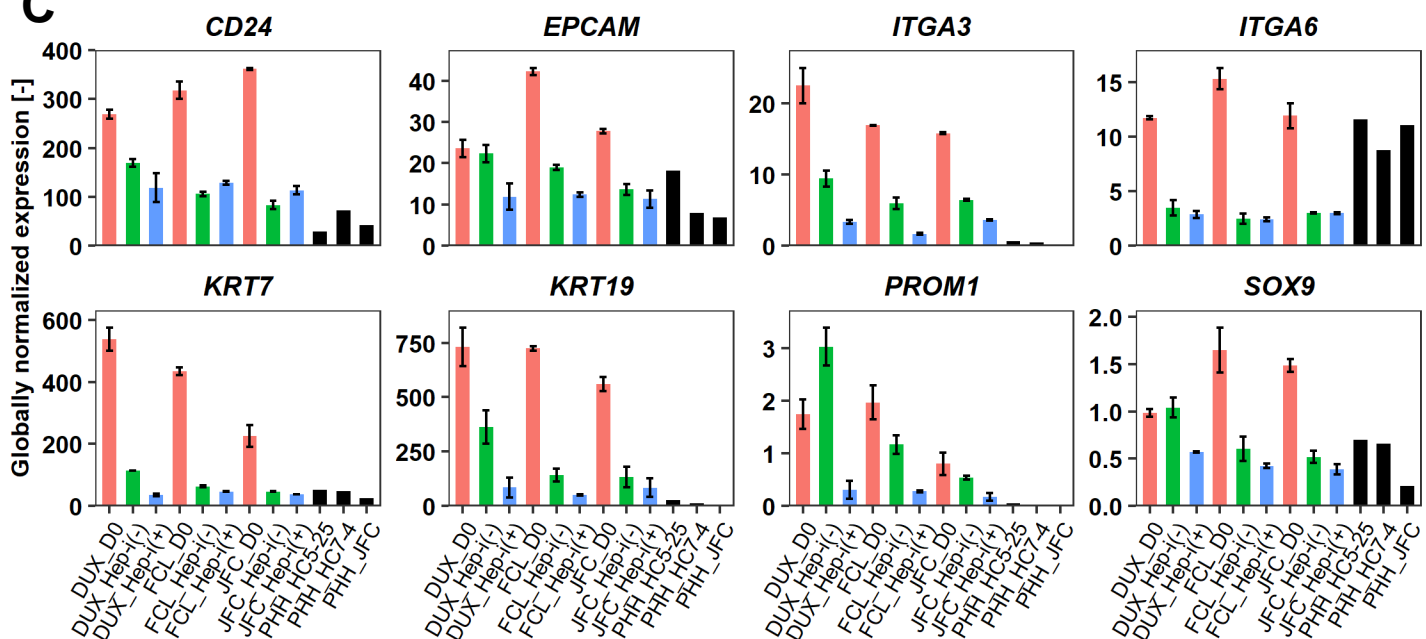 C
CD24 EPCAM ITGA3 ITGA6
Globally normalized expression [-]
400
300
200
100
0
40
30
20
10
0
20
10
0
15
10
5
0
KRT7 KRT19 PROM1 SOX9
600
400
200
0
750
500
250
0
3
2
1
0
2.0
1.5
1.0
0.5
0.0
DUX_D0
DUX_Hep-i(-)
DUX_Hep-i(+)
FCL_D0
FCL_Hep-i(-)
FCL_Hep-i(+)
JFC_D0
JFC_Hep-i(-)
JFC_Hep-i(+)
PHH_HC5-25
PHH_HC7-4
PHH_JFC
DUX_D0
DUX_Hep-i(-)
DUX_Hep-i(+)
FCL_D0
FCL_Hep-i(-)
FCL_Hep-i(+)
JFC_D0
JFC_Hep-i(-)
JFC_Hep-i(+)
PHH_HC5-25
PHH_HC7-4
PHH_JFC
DUX_D0
DUX_Hep-i(-)
DUX_Hep-i(+)
FCL_D0
FCL_Hep-i(-)
FCL_Hep-i(+)
JFC_D0
JFC_Hep-i(-)
JFC_Hep-i(+)
PHH_HC5-25
PHH_HC7-4
PHH_JFC
DUX_D0
DUX_Hep-i(-)
DUX_Hep-i(+)
FCL_D0
FCL_Hep-i(-)
FCL_Hep-i(+)
JFC_D0
JFC_Hep-i(-)
JFC_Hep-i(+)
PHH_HC5-25
PHH_HC7-4
PHH_JFC